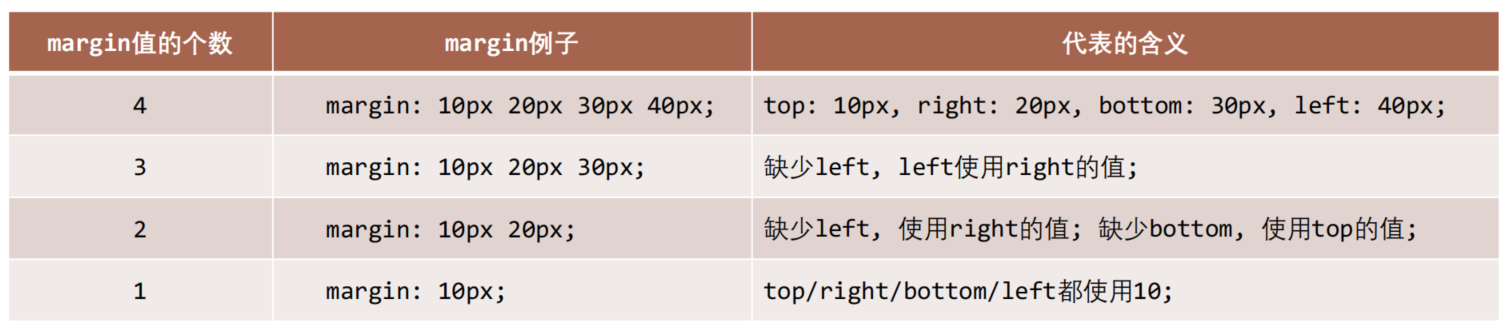 margin值的个数 margin例子 代表的含义
4 margin: 10px 20px 30px 40px; top: 10px, right: 20px, bottom: 30px, left: 40px;
3 margin: 10px 20px 30px; 缺少left, left使用right的值;
2 margin: 10px 20px; 缺少left, 使用right的值; 缺少bottom, 使用top的值;
1 margin: 10px; top/right/bottom/left都使用10;